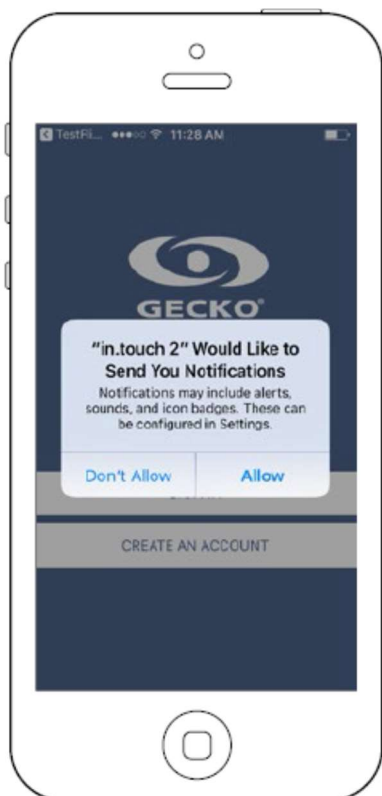 TestFli... 11:28 AM
GECKO®
"in.touch 2" Would Like to
Send You Notifications
Notifications may include alerts,
sounds, and icon badges. These can
be configured in Settings.
Don't Allow Allow
CREATE AN ACCOUNT